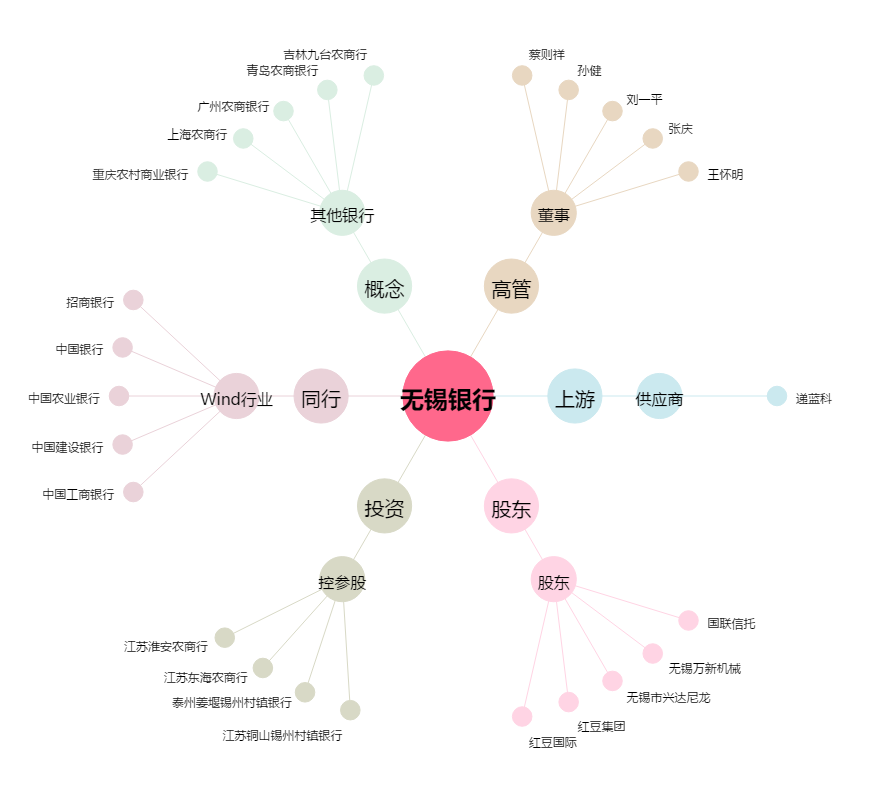 吉林九台农商行
蔡则祥
青岛农商银行
孙健
广州农商银行
刘一平
上海农商行
张庆
重庆农村商业银行
王怀明
其他银行
董事
概念
高管
招商银行
中国银行
中国农业银行
Wind行业
同行
无锡银行
上游
供应商
递蓝科
中国建设银行
中国工商银行
投资
股东
控参股
股东
国联信托
江苏淮安农商行
无锡万新机械
江苏东海农商行
无锡市兴达尼龙
泰州姜堰锡州村镇银行
红豆集团
江苏铜山锡州村镇银行
红豆国际